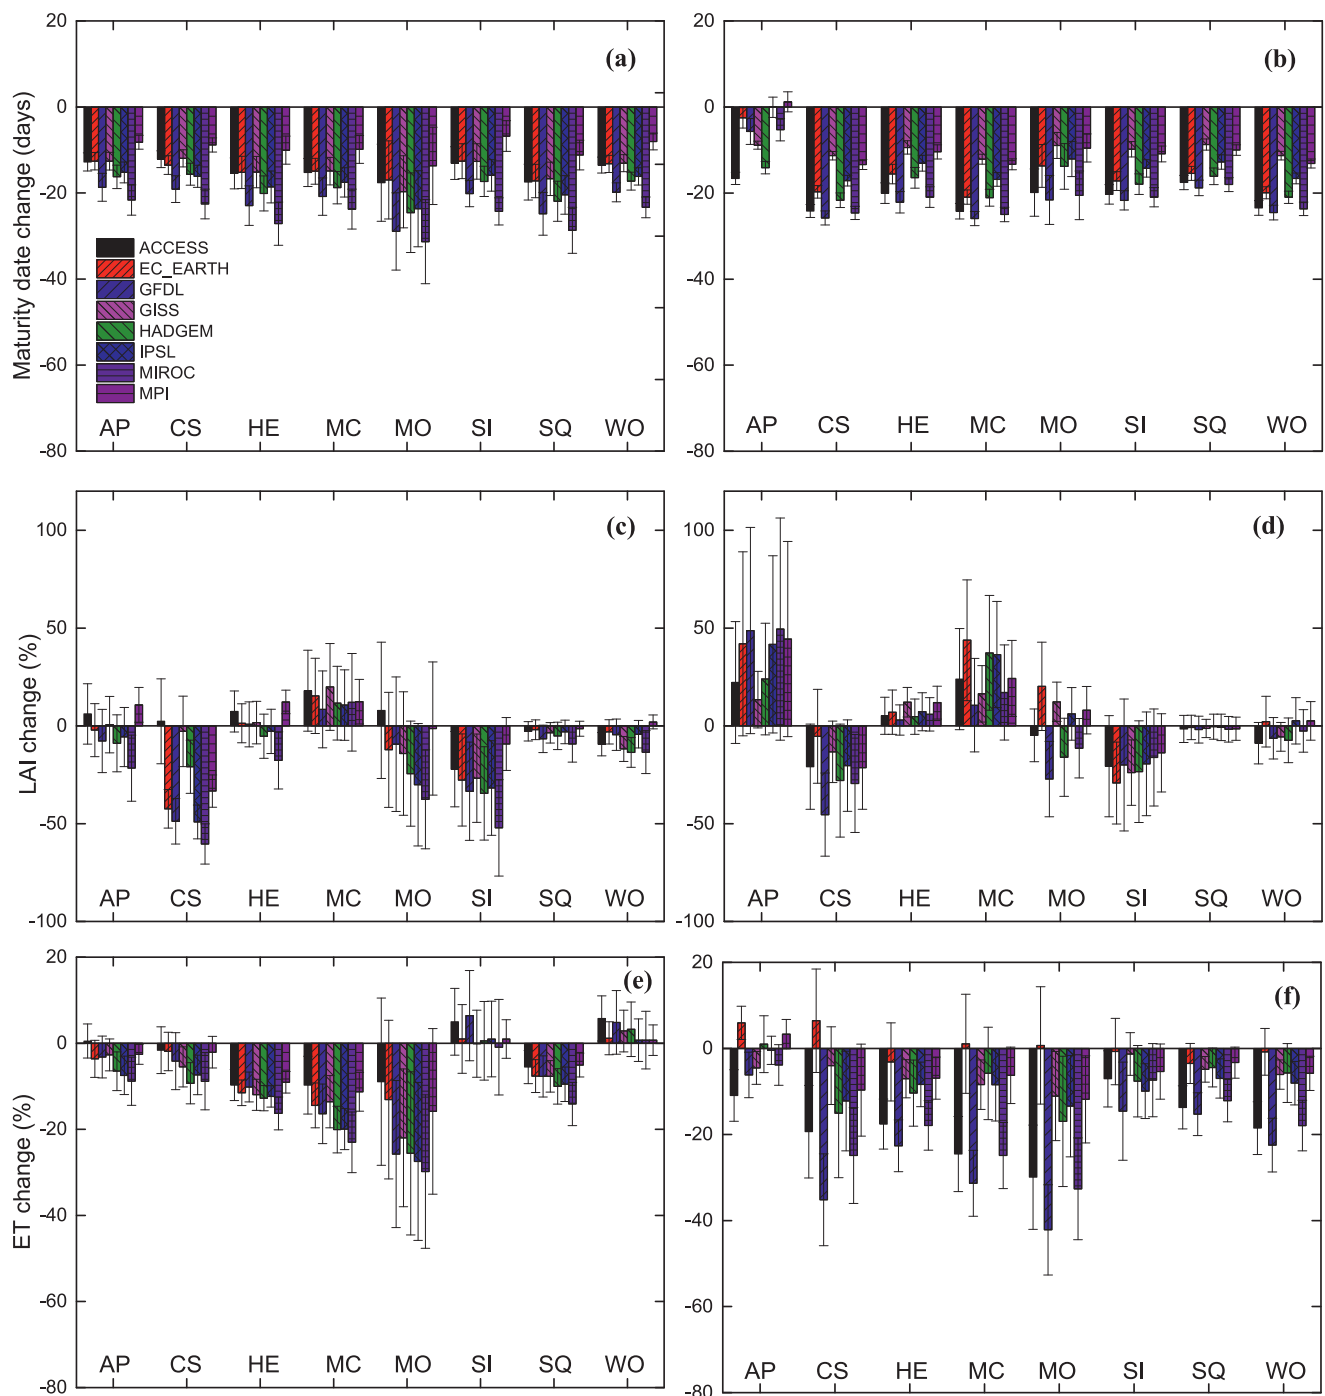 20
0
-20
-40
-60
-80
Maturity date change (days)
(a)
ACCESS
EC_EARTH
GFDL
GISS
HADGEM
IPSL
MIROC
MPI
AP CS HE MC MO SI SQ WO
20
0
-20
-40
-60
-80
(b)
AP CS HE MC MO SI SQ WO
100
50
0
-50
-100
LAI change (%)
(c)
AP CS HE MC MO SI SQ WO
100
50
0
-50
-100
(d)
AP CS HE MC MO SI SQ WO
20
0
-20
-40
-60
-80
ET change (%)
(e)
AP CS HE MC MO SI SQ WO
20
0
-20
-40
-60
-80
(f)
AP CS HE MC MO SI SQ WO